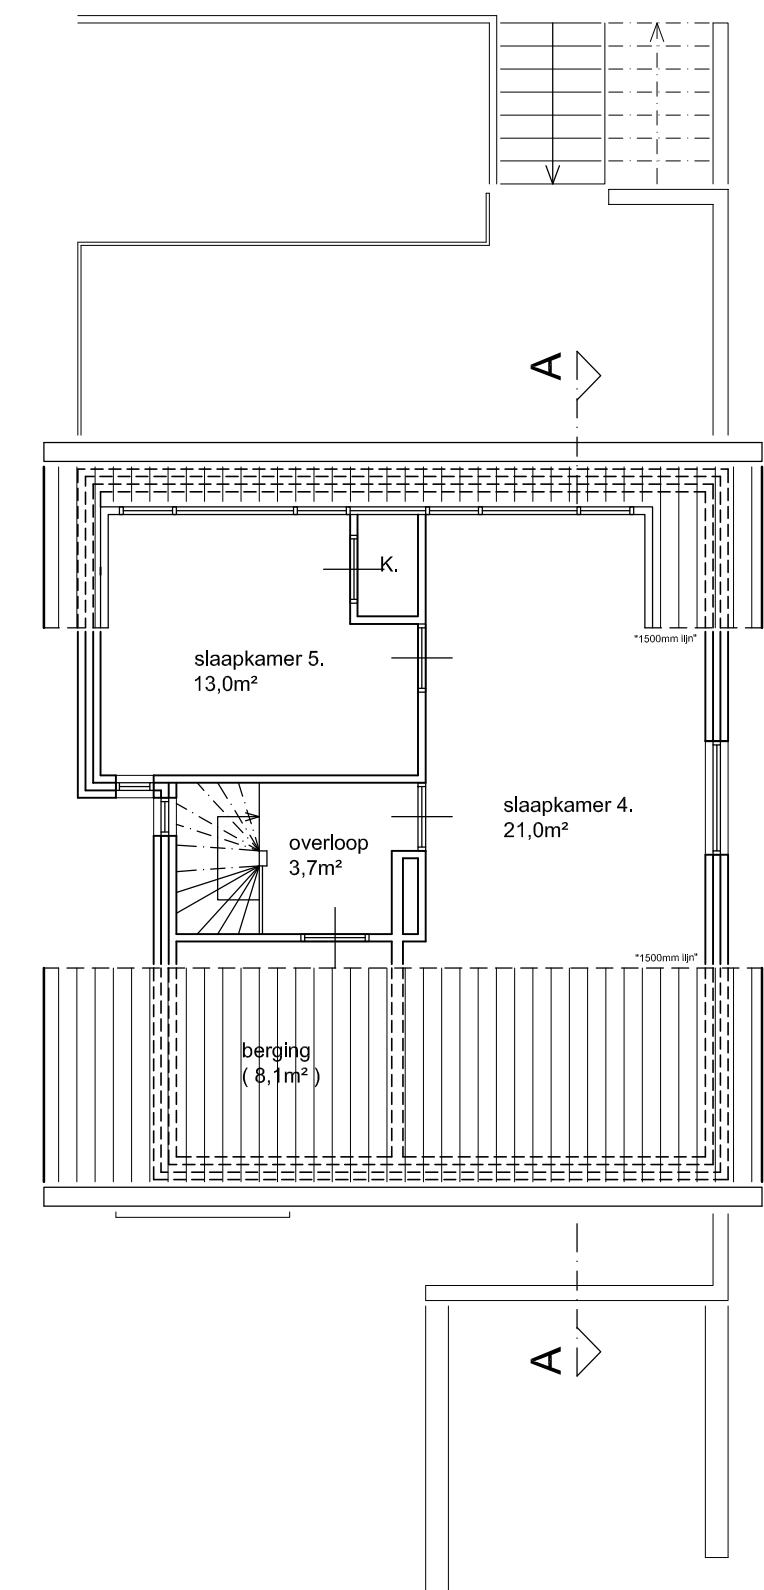 A
K.
"1500mm lijn"
slaapkamer 5.
13,0m²
slaapkamer 4.
21,0m²
overloop
3,7m²
"1500mm lijn"
berging
( 8,1m² )
A